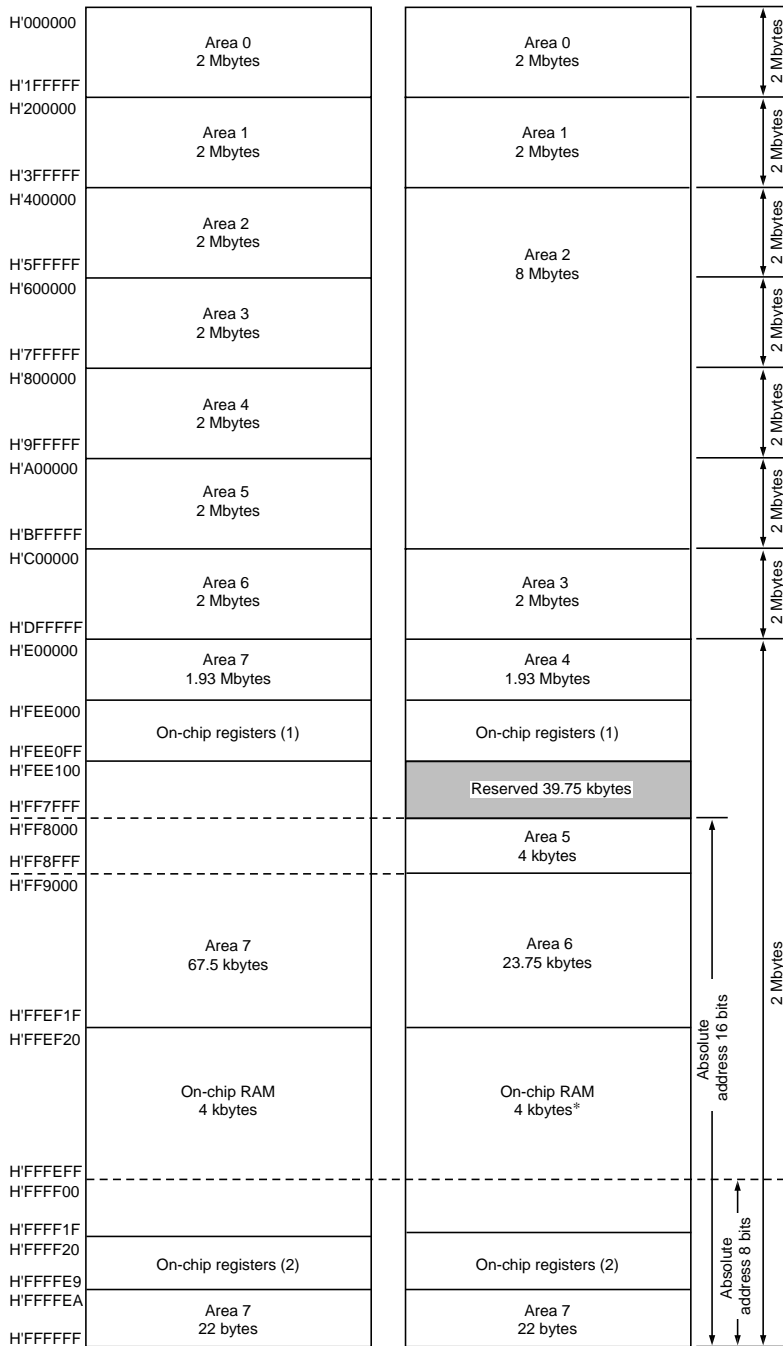 H'000000
H'1FFFFF
H'200000
H'3FFFFF
H'400000
H'5FFFFF
H'600000
H'7FFFFF
H'800000
H'9FFFFF
H'A00000
H'BFFFFF
H'C00000
H'DFFFFF
H'E00000
H'FEE000
H'FEE0FF
H'FEE100
H'FF7FFF
H'FF8000
H'FF8FFF
H'FF9000
H'FFEF1F
H'FFEF20
H'FFFEFF
H'FFFF00
H'FFFF1F
H'FFFF20
H'FFFFE9
H'FFFFEA
H'FFFFFF
Area 0
2 Mbytes
Area 1
2 Mbytes
Area 2
2 Mbytes
Area 3
2 Mbytes
Area 4
2 Mbytes
Area 5
2 Mbytes
Area 6
2 Mbytes
Area 7
1.93 Mbytes
On-chip registers (1)
Area 7
67.5 kbytes
On-chip RAM
4 kbytes
On-chip registers (2)
Area 7
22 bytes
Area 0
2 Mbytes
Area 1
2 Mbytes
Area 2
8 Mbytes
Area 3
2 Mbytes
Area 4
1.93 Mbytes
On-chip registers (1)
Reserved 39.75 kbytes
Area 5
4 kbytes
Area 6
23.75 kbytes
On-chip RAM
4 kbytes*
On-chip registers (2)
Area 7
22 bytes
Absolute
address 16 bits
Absolute
address 8 bits
2 Mbytes
2 Mbytes
2 Mbytes
2 Mbytes
2 Mbytes
2 Mbytes
2 Mbytes
2 Mbytes